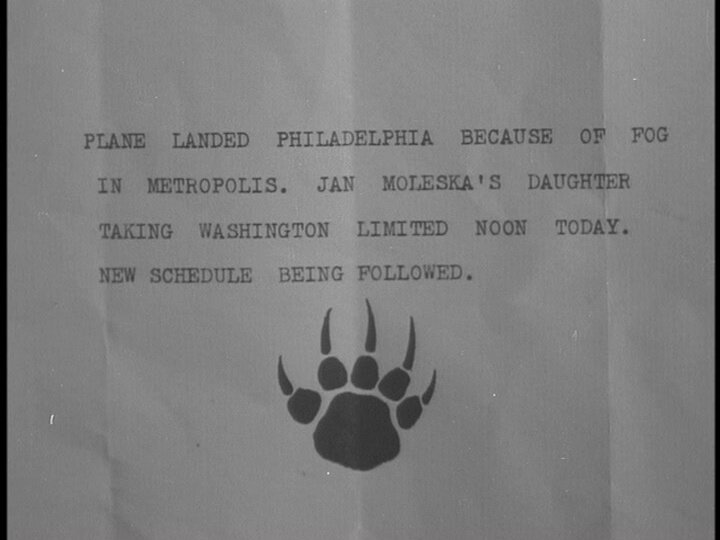 PLANE LANDED PHILADELPHIA BECAUSE OF FOG
IN METROPOLIS. JAN MOLESKA'S DAUGHTER
TAKING WASHINGTON LIMITED NOON TODAY.
NEW SCHEDULE BEING FOLLOWED.